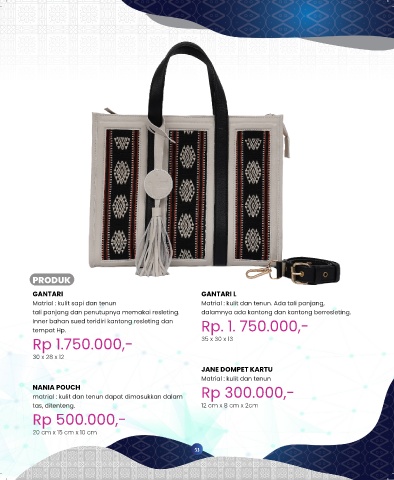 PRODUK
GANTARI
Matrial : kulit sapi dan tenun
tali panjang dan penutupnya memakai resleting.
inner bahan sued teridiri kantong resleting dan
tempat Hp.
Rp 1.750.000,-
30 x 26 x 12
NANIA POUCH
matrial : kulit dan tenun dapat dimasukkan dalam
tas, ditenteng.
Rp 500.000,-
20 cm x 15 cm x 10 cm
GANTARI L
Matrial : kulit dan tenun. Ada tali panjang,
dalamnya ada kantong dan kantong berresleting.
Rp. 1. 750.000,-
35 x 30 x 13
JANE DOMPET KARTU
Matrial : kulit dan tenun
Rp 300.000,-
12 cm x 8 cm x 2cm